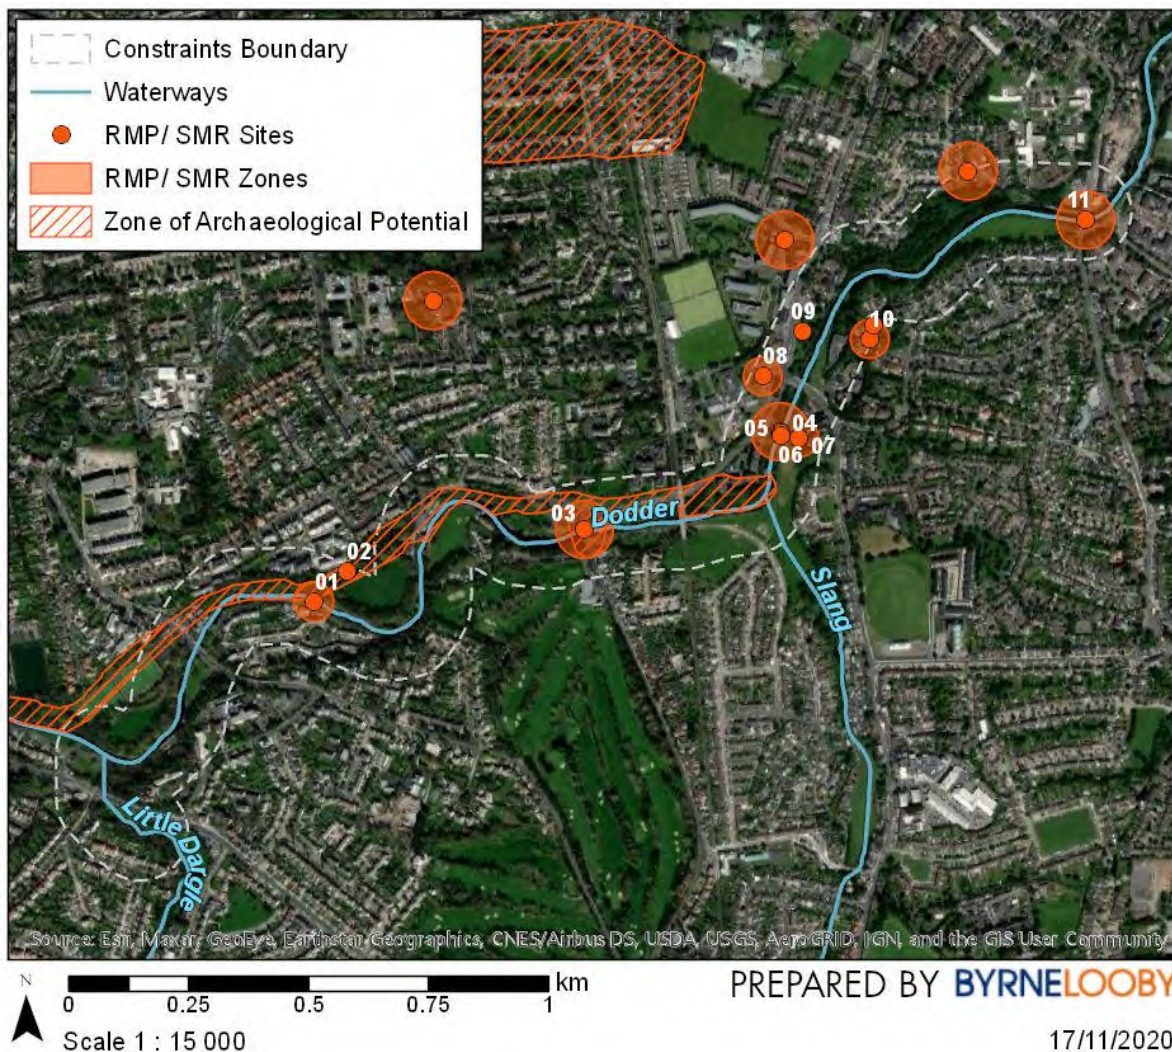 Constraints Boundary
Waterways
RMP/ SMR Sites
RMP/ SMR Zones
Zone of Archaeological Potential
11
09
10
08
05
04
06
07
03
Dodder
02
01
Slang
Little Dargle
Source: Esri, Maxar, GeoEye, Earthstar Geographics, CNES/Airbus DS, USDA, USGS, AeroGRID, IGN, and the GIS User Community
N
0 0.25 0.5 0.75 1 km
Scale 1 : 15 000
PREPARED BY BYRNELOOBY
17/11/2020